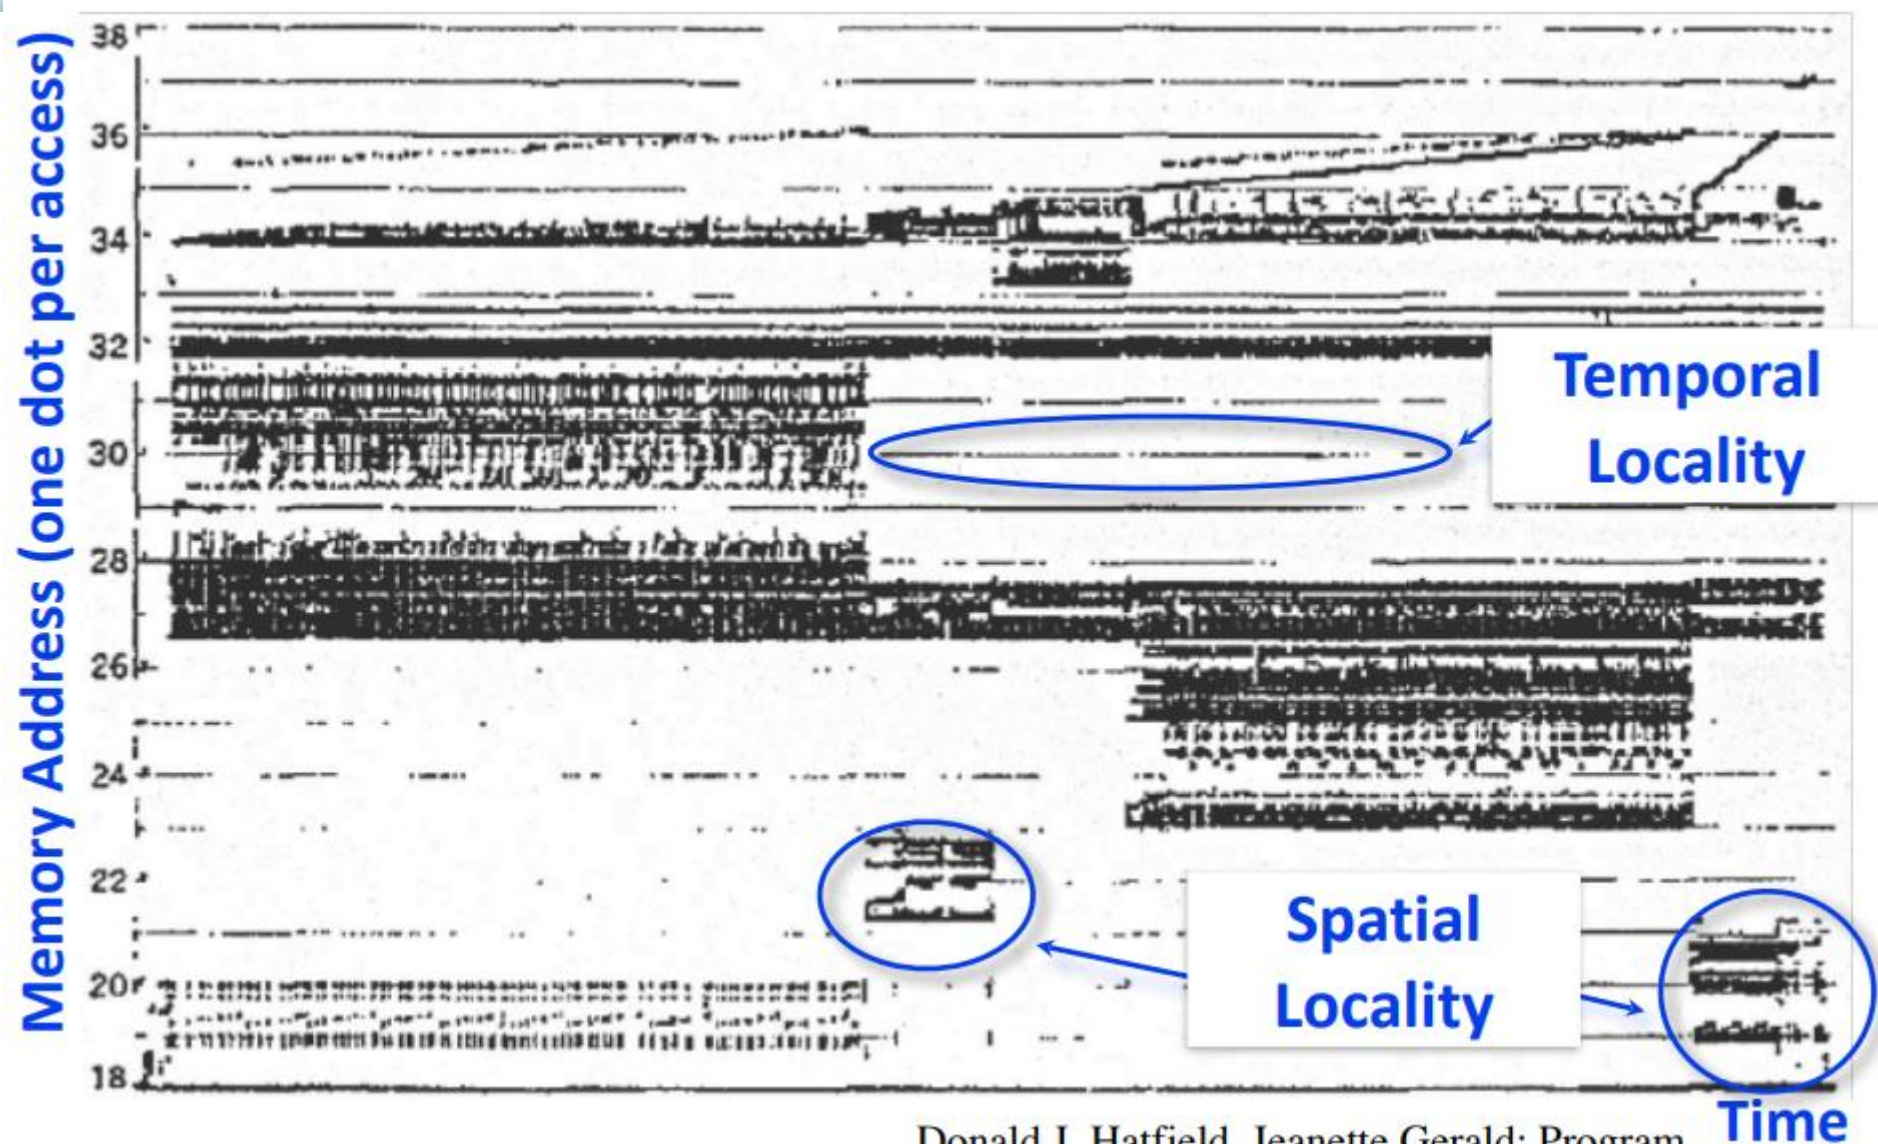 Memory Address (one dot per access)
38
36
34
32
30
28
26
24
22
20
18
Temporal
Locality
Spatial
Locality
Time
Donald J. Hatfield, Jeanette Gerald: Program